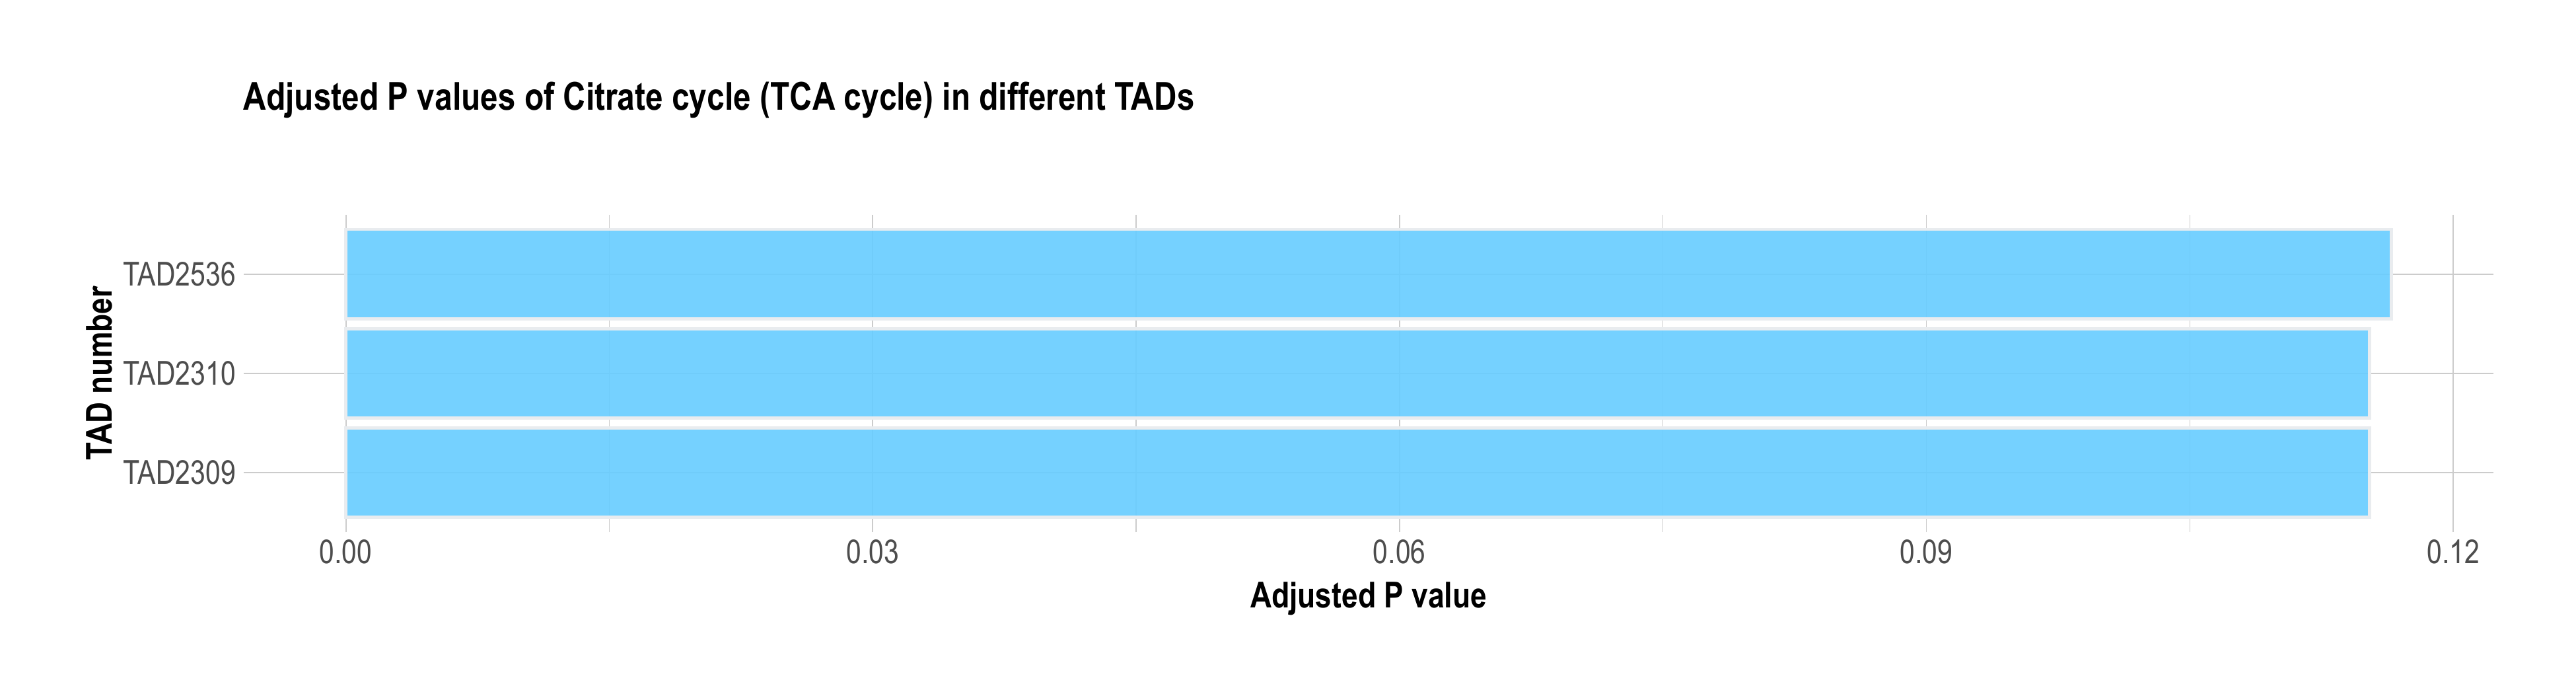 Adjusted P values of Citrate cycle (TCA cycle) in different TADs
TAD number
TAD2536
TAD2310
TAD2309
0.00 0.03 0.06 0.09 0.12
Adjusted P value